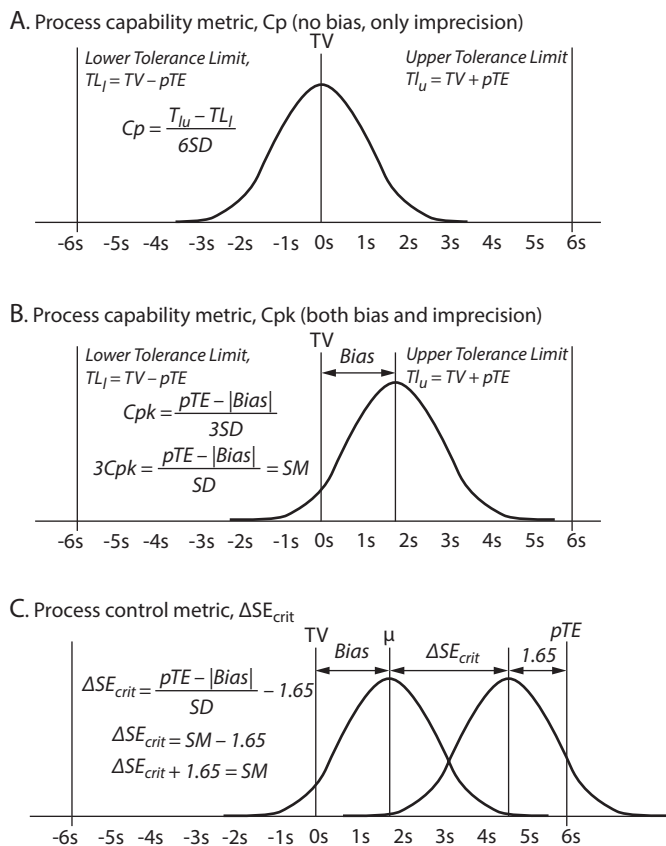 A. Process capability metric, Cp (no bias, only imprecision)
TV
Lower Tolerance Limit,
TLl = TV – pTE
Upper Tolerance Limit
Tlu = TV + pTE
Cp = Tlu – TLl
6SD
-6s -5s -4s -3s -2s -1s 0s 1s 2s 3s 4s 5s 6s
B. Process capability metric, Cpk (both bias and imprecision)
TV
Lower Tolerance Limit,
TLl = TV – pTE
Bias
Upper Tolerance Limit
Tlu = TV + pTE
Cpk = pTE – |Bias|
3SD
3Cpk = pTE – |Bias| = SM
SD
-6s -5s -4s -3s -2s -1s 0s 1s 2s 3s 4s 5s 6s
C. Process control metric, ΔSEcrit
TV μ pTE
Bias ΔSEcrit 1.65
ΔSEcrit = pTE – |Bias| – 1.65
SD
ΔSEcrit = SM – 1.65
ΔSEcrit + 1.65 = SM
-6s -5s -4s -3s -2s -1s 0s 1s 2s 3s 4s 5s 6s